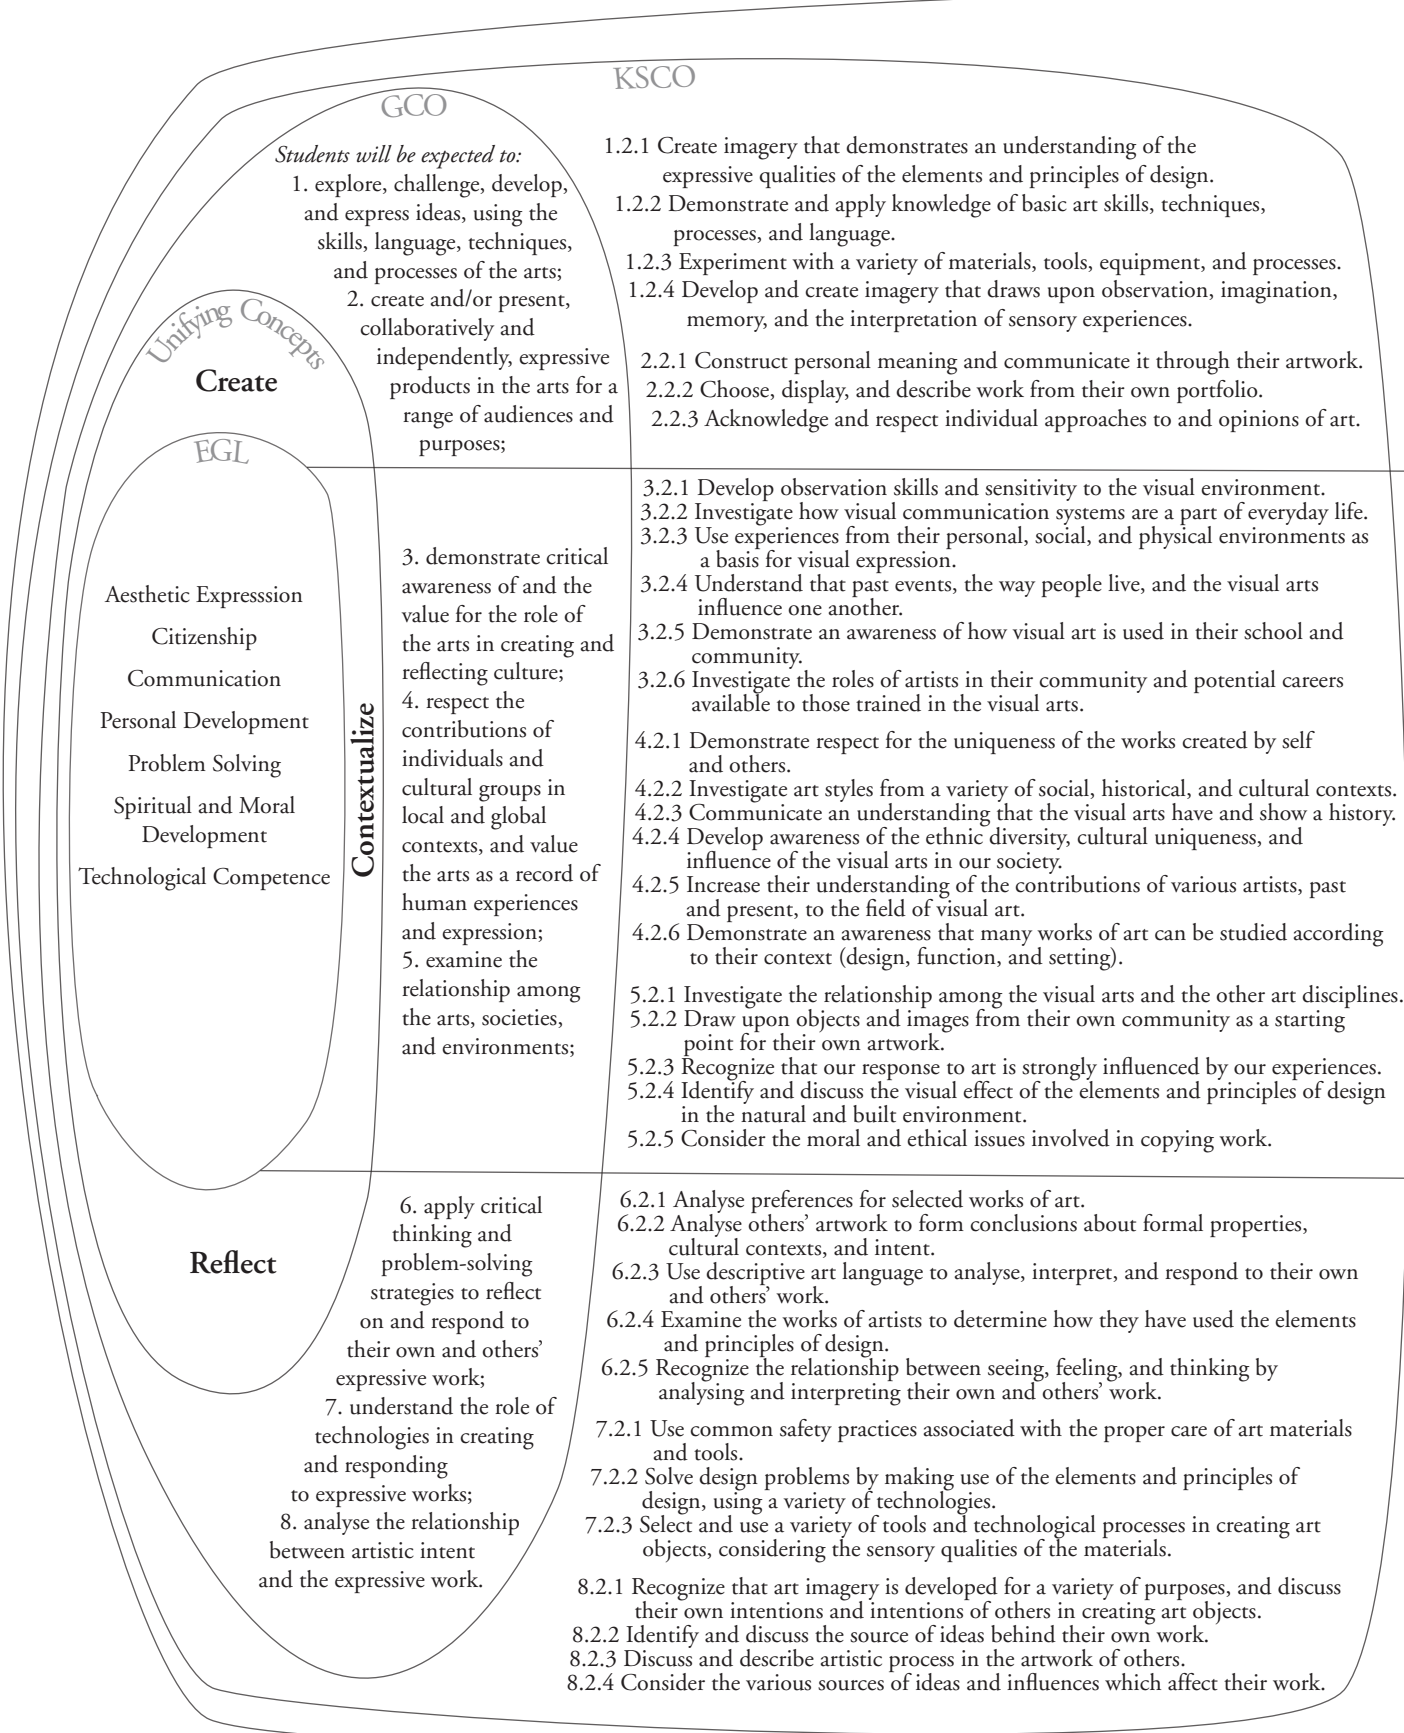 KSCO
GCO
Students will be expected to:
1. explore, challenge, develop,
and express ideas, using the
skills, language, techniques,
and processes of the arts;
2. create and/or present,
collaboratively and
independently, expressive
products in the arts for a
range of audiences and
purposes;
1.2.1 Create imagery that demonstrates an understanding of the
expressive qualities of the elements and principles of design.
1.2.2 Demonstrate and apply knowledge of basic art skills, techniques,
processes, and language.
1.2.3 Experiment with a variety of materials, tools, equipment, and processes.
1.2.4 Develop and create imagery that draws upon observation, imagination,
memory, and the interpretation of sensory experiences.
2.2.1 Construct personal meaning and communicate it through their artwork.
2.2.2 Choose, display, and describe work from their own portfolio.
2.2.3 Acknowledge and respect individual approaches to and opinions of art.
Unifying Concepts
Create
EGL
Aesthetic Expresssion
Citizenship
Communication
Personal Development
Problem Solving
Spiritual and Moral
Development
Technological Competence
Contextualize
3. demonstrate critical
awareness of and the
value for the role of
the arts in creating and
reflecting culture;
4. respect the
contributions of
individuals and
cultural groups in
local and global
contexts, and value
the arts as a record of
human experiences
and expression;
5. examine the
relationship among
the arts, societies,
and environments;
3.2.1 Develop observation skills and sensitivity to the visual environment.
3.2.2 Investigate how visual communication systems are a part of everyday life.
3.2.3 Use experiences from their personal, social, and physical environments as
a basis for visual expression.
3.2.4 Understand that past events, the way people live, and the visual arts
influence one another.
3.2.5 Demonstrate an awareness of how visual art is used in their school and
community.
3.2.6 Investigate the roles of artists in their community and potential careers
available to those trained in the visual arts.
4.2.1 Demonstrate respect for the uniqueness of the works created by self
and others.
4.2.2 Investigate art styles from a variety of social, historical, and cultural contexts.
4.2.3 Communicate an understanding that the visual arts have and show a history.
4.2.4 Develop awareness of the ethnic diversity, cultural uniqueness, and
influence of the visual arts in our society.
4.2.5 Increase their understanding of the contributions of various artists, past
and present, to the field of visual art.
4.2.6 Demonstrate an awareness that many works of art can be studied according
to their context (design, function, and setting).
5.2.1 Investigate the relationship among the visual arts and the other art disciplines.
5.2.2 Draw upon objects and images from their own community as a starting
point for their own artwork.
5.2.3 Recognize that our response to art is strongly influenced by our experiences.
5.2.4 Identify and discuss the visual effect of the elements and principles of design
in the natural and built environment.
5.2.5 Consider the moral and ethical issues involved in copying work.
Reflect
6. apply critical
thinking and
problem-solving
strategies to reflect
on and respond to
their own and others’
expressive work;
7. understand the role of
technologies in creating
and responding
to expressive works;
8. analyse the relationship
between artistic intent
and the expressive work.
6.2.1 Analyse preferences for selected works of art.
6.2.2 Analyse others’ artwork to form conclusions about formal properties,
cultural contexts, and intent.
6.2.3 Use descriptive art language to analyse, interpret, and respond to their own
and others’ work.
6.2.4 Examine the works of artists to determine how they have used the elements
and principles of design.
6.2.5 Recognize the relationship between seeing, feeling, and thinking by
analysing and interpreting their own and others’ work.
7.2.1 Use common safety practices associated with the proper care of art materials
and tools.
7.2.2 Solve design problems by making use of the elements and principles of
design, using a variety of technologies.
7.2.3 Select and use a variety of tools and technological processes in creating art
objects, considering the sensory qualities of the materials.
8.2.1 Recognize that art imagery is developed for a variety of purposes, and discuss
their own intentions and intentions of others in creating art objects.
8.2.2 Identify and discuss the source of ideas behind their own work.
8.2.3 Discuss and describe artistic process in the artwork of others.
8.2.4 Consider the various sources of ideas and influences which affect their work.